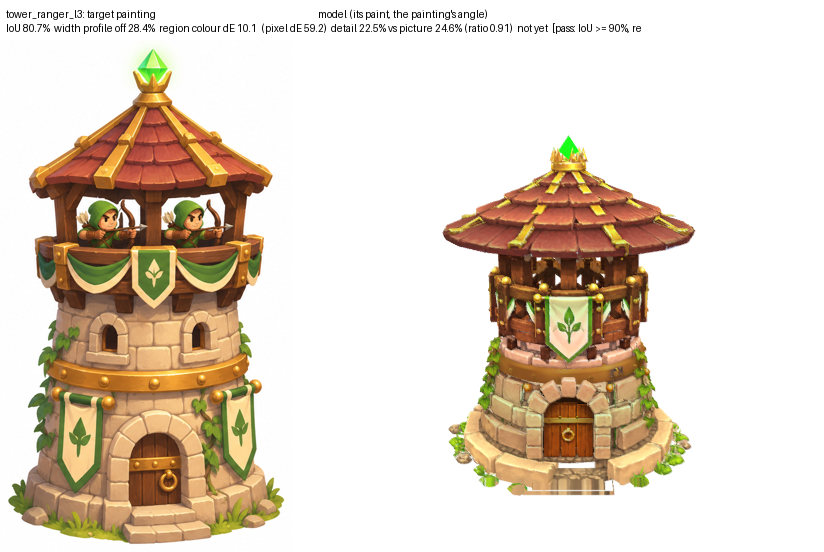 tower_ranger_l3: target painting
model (its paint, the painting's angle)
IoU 80.7% width profile off 28.4% region colour dE 10.1 (pixel dE 59.2) detail 22.5% vs picture 24.6% (ratio 0.91) not yet [pass: IoU >= 90%, re